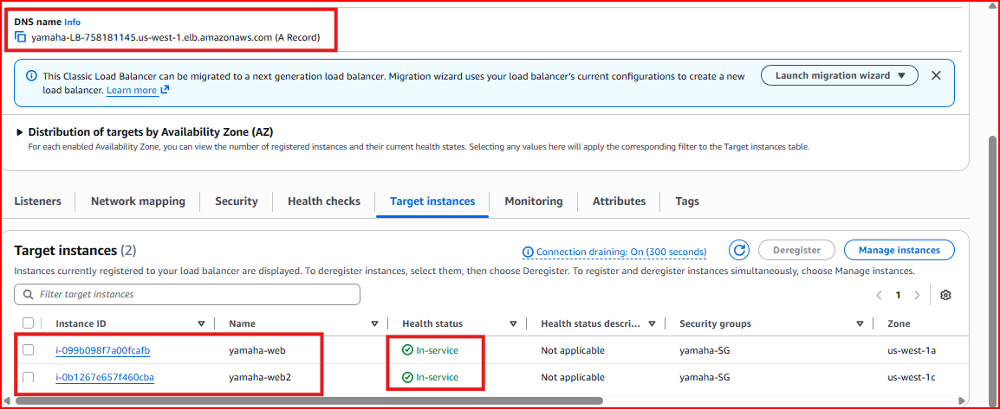 DNS name Info
yamaha-LB-758181145.us-west-1.elb.amazonaws.com (A Record)
This Classic Load Balancer can be migrated to a next generation load balancer. Migration wizard uses your load balancer's current configurations to create a new
load balancer. Learn more
Launch migration wizard
Distribution of targets by Availability Zone (AZ)
For each enabled Availability Zone, you can view the number of registered instances and their current health states. Selecting any values here will apply the corresponding filter to the Target instances table.
Listeners Network mapping Security Health checks Target instances Monitoring Attributes Tags
Target instances (2)
Connection draining: On (300 seconds) Deregister Manage instances
Instances currently registered to your load balancer are displayed. To deregister instances, select them, then choose Deregister. To register and deregister instances simultaneously, choose Manage instances.
Filter target instances 1
Instance ID Name Health status Health status descri... Security groups Zone
i-099b098f7a00fcafb yamaha-web In-service Not applicable yamaha-SG us-west-1a
i-0b1267e657f460cba yamaha-web2 In-service Not applicable yamaha-SG us-west-1c